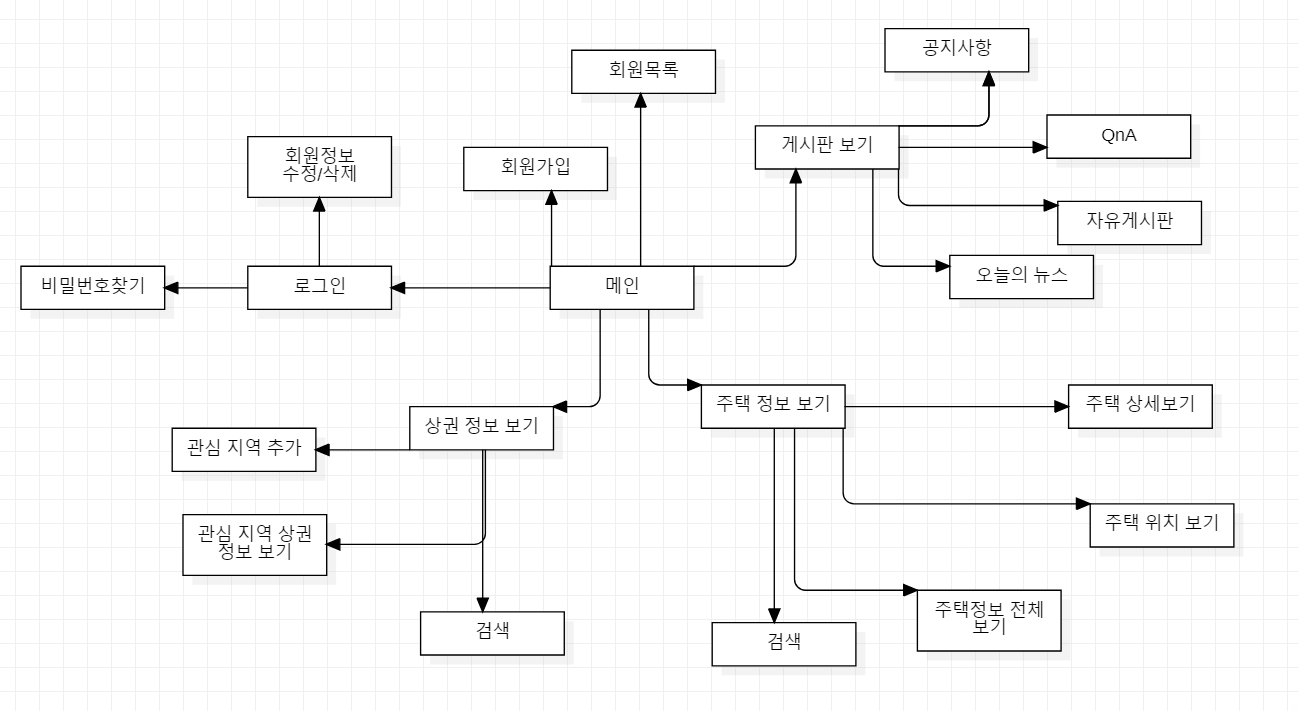 공지사항
회원목록
QnA
게시판 보기
회원정보
수정/삭제
회원가입
자유게시판
오늘의 뉴스
비밀번호찾기
로그인
메인
주택 정보 보기
주택 상세보기
상권 정보 보기
관심 지역 추가
주택 위치 보기
관심 지역 상권
정보 보기
주택정보 전체
보기
검색
검색